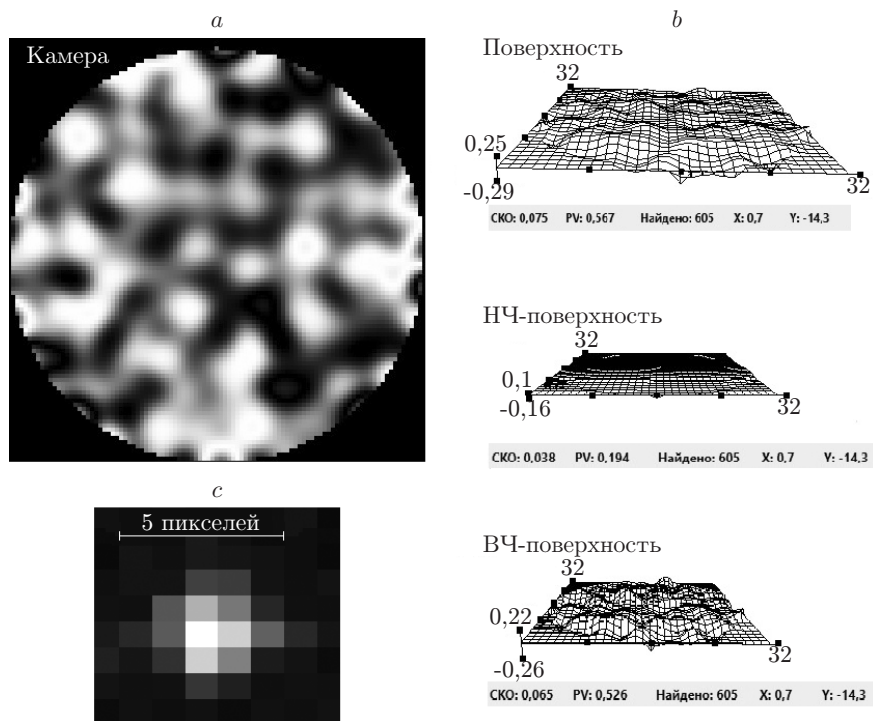 a
Камера
c
5 пикселей
b
Поверхность
32
0,25
-0,29
32
СКО: 0,075 PV: 0,567 Найдено: 605 X: 0,7 Y: -14,3
НЧ-поверхность
32
0,1
-0,16
32
СКО: 0,038 PV: 0,194 Найдено: 605 X: 0,7 Y: -14,3
ВЧ-поверхность
32
0,22
-0,26
32
СКО: 0,065 PV: 0,526 Найдено: 605 X: 0,7 Y: -14,3